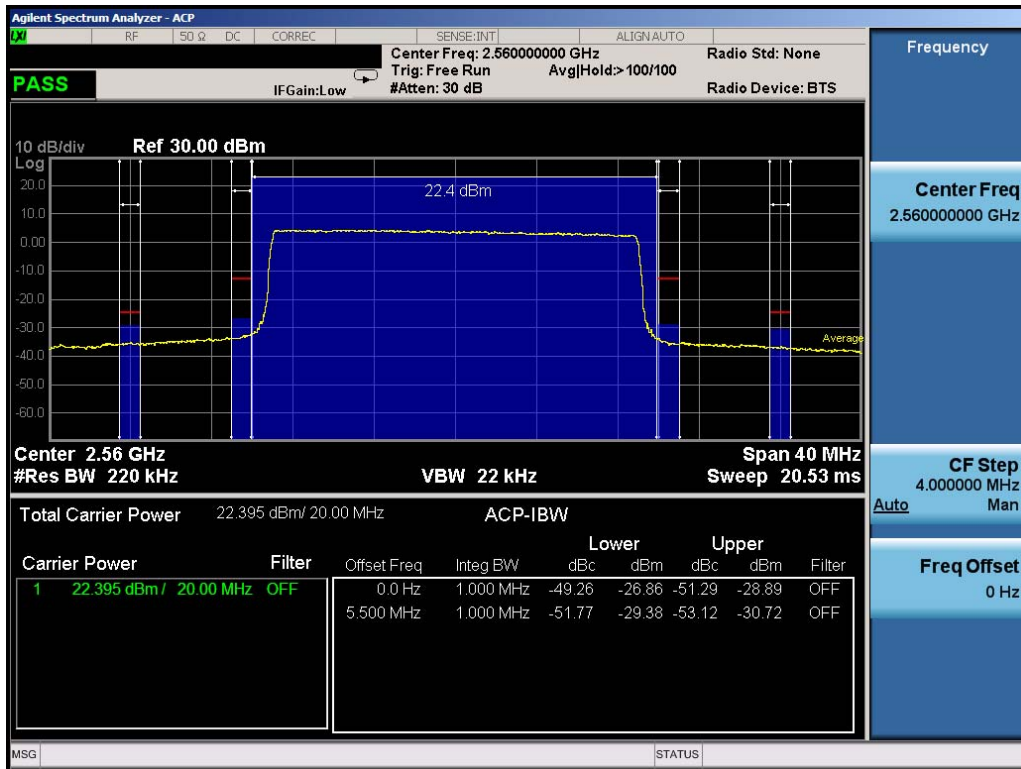 Agilent Spectrum Analyzer - ACP
LXI RF 50 Ω DC CORREC SENSE:INT ALIGNAUTO
Center Freq: 2.560000000 GHz Radio Std: None
Trig: Free Run Avg|Hold:>100/100
PASS IFGain:Low #Atten: 30 dB Radio Device: BTS
10 dB/div Ref 30.00 dBm
Log
20.0
22.4 dBm
10.0
0.00
-10.0
-20.0
-30.0
Average
-40.0
-50.0
-60.0
Center 2.56 GHz Span 40 MHz
#Res BW 220 kHz VBW 22 kHz Sweep 20.53 ms
Total Carrier Power 22.395 dBm/ 20.00 MHz ACP-IBW
Lower Upper
Carrier Power Filter Offset Freq Integ BW dBc dBm dBc dBm Filter
1 22.395 dBm / 20.00 MHz OFF 0.0 Hz 1.000 MHz -49.26 -26.86 -51.29 -28.89 OFF
5.500 MHz 1.000 MHz -51.77 -29.38 -53.12 -30.72 OFF
MSG STATUS
Frequency
Center Freq
2.560000000 GHz
CF Step
4.000000 MHz
Auto Man
Freq Offset
0 Hz